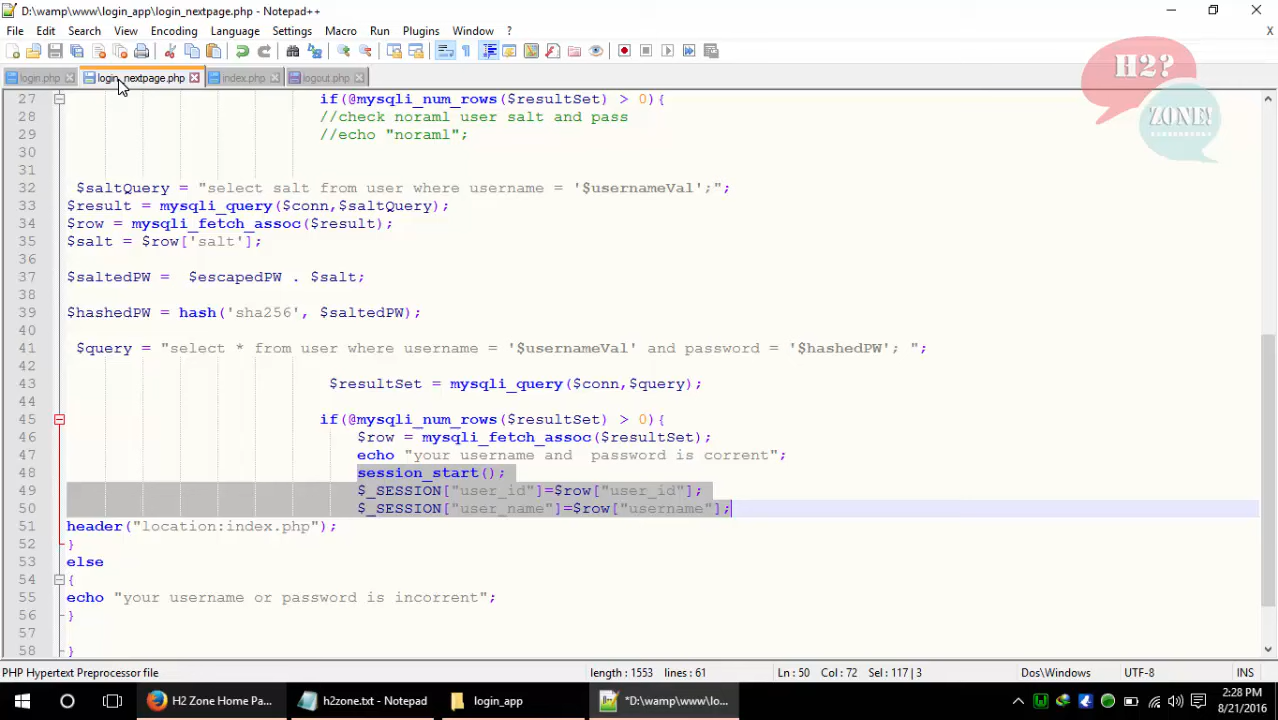 D:\wamp\www\login_app\login_nextpage.php - Notepad++
File Edit Search View Encoding Language Settings Macro Run Plugins Window ? X
login.php login_nextpage.php index.php logout.php
H2?
ZONE!
27 if(@mysqli_num_rows($resultSet) > 0){
28 //check noraml user salt and pass
29 //echo "noraml";
30
31
32 $saltQuery = "select salt from user where username = '$usernameVal';";
33 $result = mysqli_query($conn,$saltQuery);
34 $row = mysqli_fetch_assoc($result);
35 $salt = $row['salt'];
36
37 $saltedPW =  $escapedPW . $salt;
38
39 $hashedPW = hash('sha256', $saltedPW);
40
41 $query = "select * from user where username = '$usernameVal' and password = '$hashedPW'; ";
42
43 $resultSet = mysqli_query($conn,$query);
44
45 if(@mysqli_num_rows($resultSet) > 0){
46 $row = mysqli_fetch_assoc($resultSet);
47 echo "your username and  password is corrent";
48 session_start();
49 $_SESSION["user_id"]=$row["user_id"];
50 $_SESSION["user_name"]=$row["username"];
51 header("location:index.php");
52 }
53 else
54 {
55 echo "your username or password is incorrent";
56 }
57
58 }
PHP Hypertext Preprocessor file length : 1553 lines : 61 Ln : 50 Col : 72 Sel : 117 | 3 Dos\Windows UTF-8 INS
H2 Zone Home Pa... h2zone.txt - Notepad login_app *D:\wamp\www\lo... 2:28 PM
8/21/2016